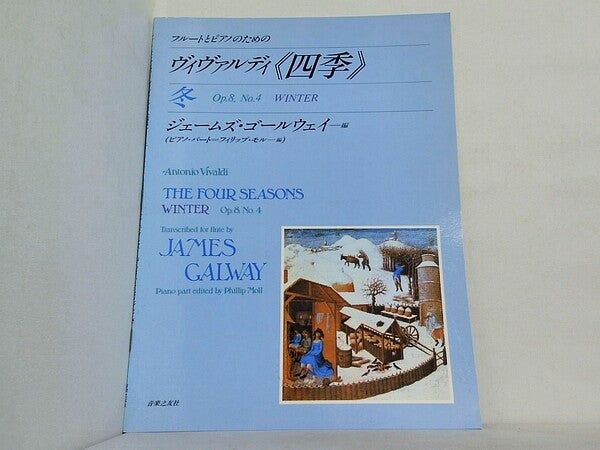 フルートとピアノのための
ヴィヴァルディ《四季》
冬 Op.8, No.4 WINTER
ジェームズ・ゴールウェイ—編
(ピアノ・パート=フィリップ・モル—編)
Antonio Vivaldi
THE FOUR SEASONS
WINTER Op.8, No.4
Transcribed for flute by
JAMES
GALWAY
Piano part edited by Phillip Moll
音楽之友社